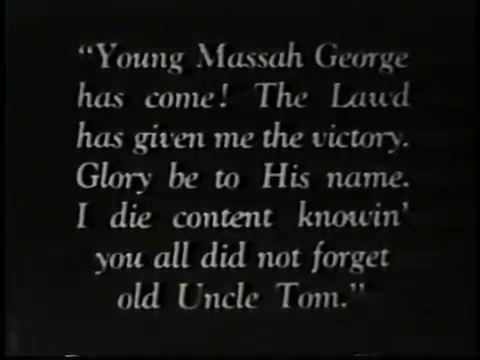 "Young Massah George
has come! The Lawd
has given me the victory.
Glory be to His name.
I die content knowin'
you all did not forget
old Uncle Tom."